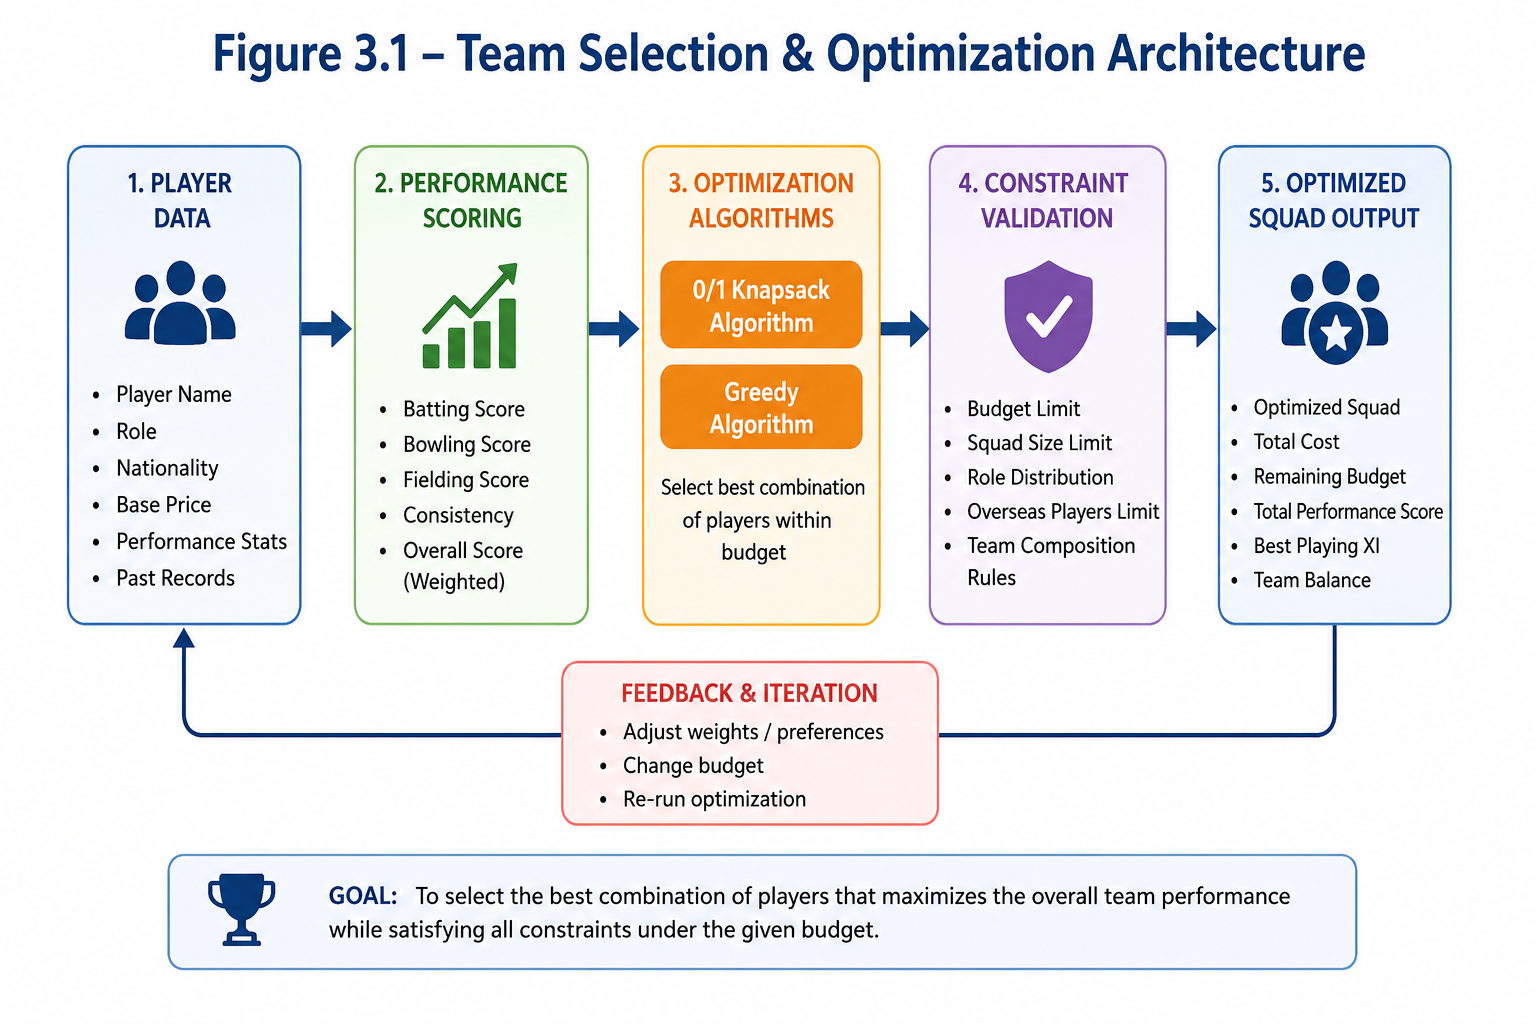 Figure 3.1 – Team Selection & Optimization Architecture
1. PLAYER
DATA
• Player Name
• Role
• Nationality
• Base Price
• Performance Stats
• Past Records
2. PERFORMANCE
SCORING
• Batting Score
• Bowling Score
• Fielding Score
• Consistency
• Overall Score
(Weighted)
3. OPTIMIZATION
ALGORITHMS
0/1 Knapsack
Algorithm
Greedy
Algorithm
Select best combination
of players within
budget
4. CONSTRAINT
VALIDATION
• Budget Limit
• Squad Size Limit
• Role Distribution
• Overseas Players Limit
• Team Composition
Rules
5. OPTIMIZED
SQUAD OUTPUT
• Optimized Squad
• Total Cost
• Remaining Budget
• Total Performance Score
• Best Playing XI
• Team Balance
FEEDBACK & ITERATION
• Adjust weights / preferences
• Change budget
• Re-run optimization
GOAL: To select the best combination of players that maximizes the overall team performance
while satisfying all constraints under the given budget.